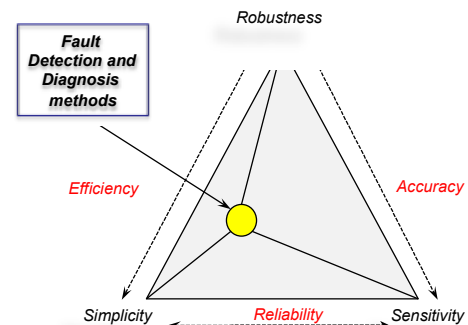 Robustness
Fault
Detection and
Diagnosis
methods
Efficiency
Accuracy
Simplicity
Reliability
Sensitivity